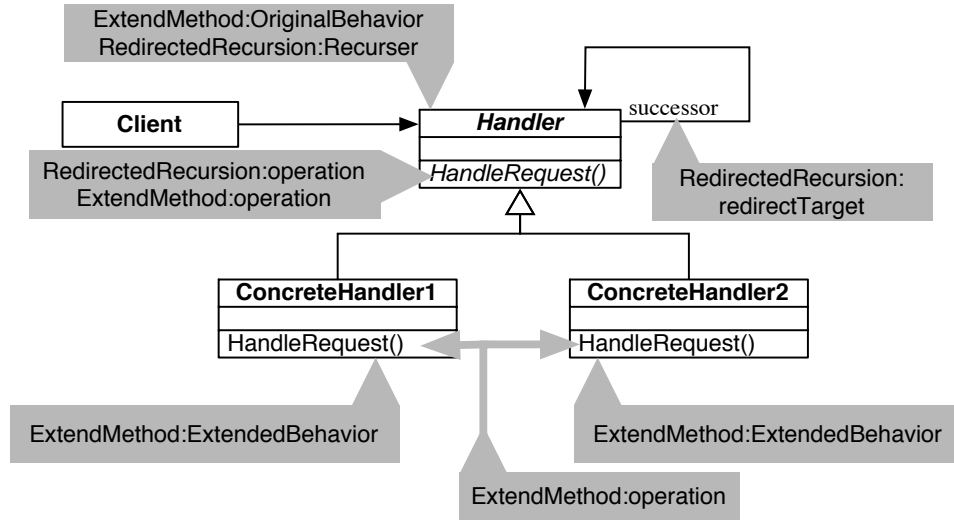 ExtendMethod:OriginalBehavior
RedirectedRecursion:Recurser
Client
Handler
successor
RedirectedRecursion:operation
ExtendMethod:operation
HandleRequest()
RedirectedRecursion:
redirectTarget
ConcreteHandler1
ConcreteHandler2
HandleRequest()
HandleRequest()
ExtendMethod:ExtendedBehavior
ExtendMethod:ExtendedBehavior
ExtendMethod:operation